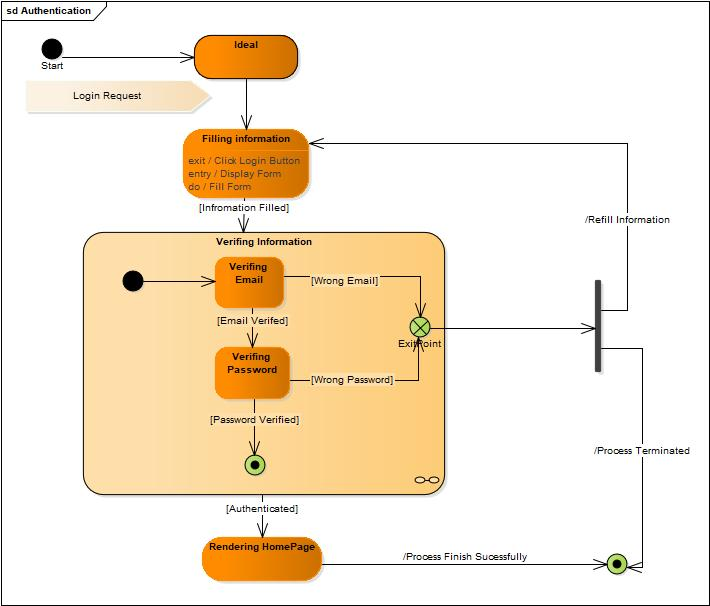 sd Authentication
Ideal
Start
Login Request
Filling information
exit / Click Login Button
entry / Display Form
do / Fill Form
[Infromation Filled]
/Refill Information
Verifing Information
Verifing
Email
[Wrong Email]
[Email Verifed]
ExitPoint
Verifing
Password
[Wrong Password]
[Password Verified]
/Process Terminated
[Authenticated]
Rendering HomePage
/Process Finish Sucessfully